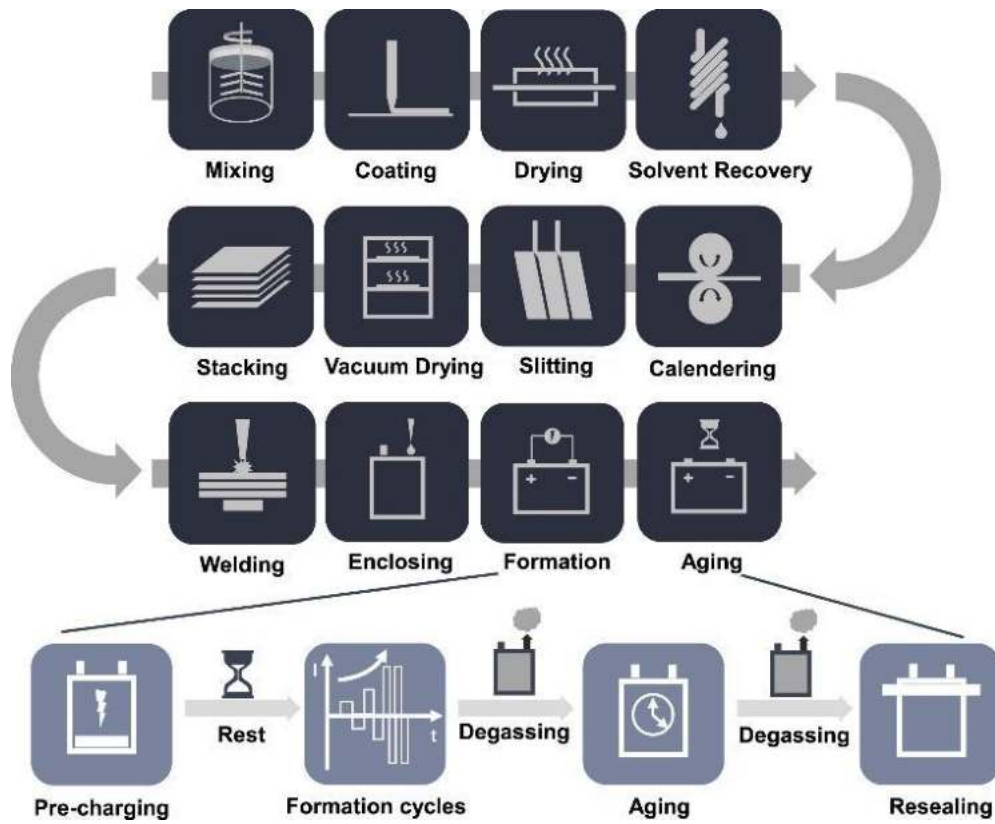 Mixing
Coating
Drying
Solvent Recovery
Stacking
Vacuum Drying
Slitting
Calendering
+ -
+ -
Welding
Enclosing
Formation
Aging
I
t
Rest
Degassing
Degassing
Pre-charging
Formation cycles
Aging
Resealing